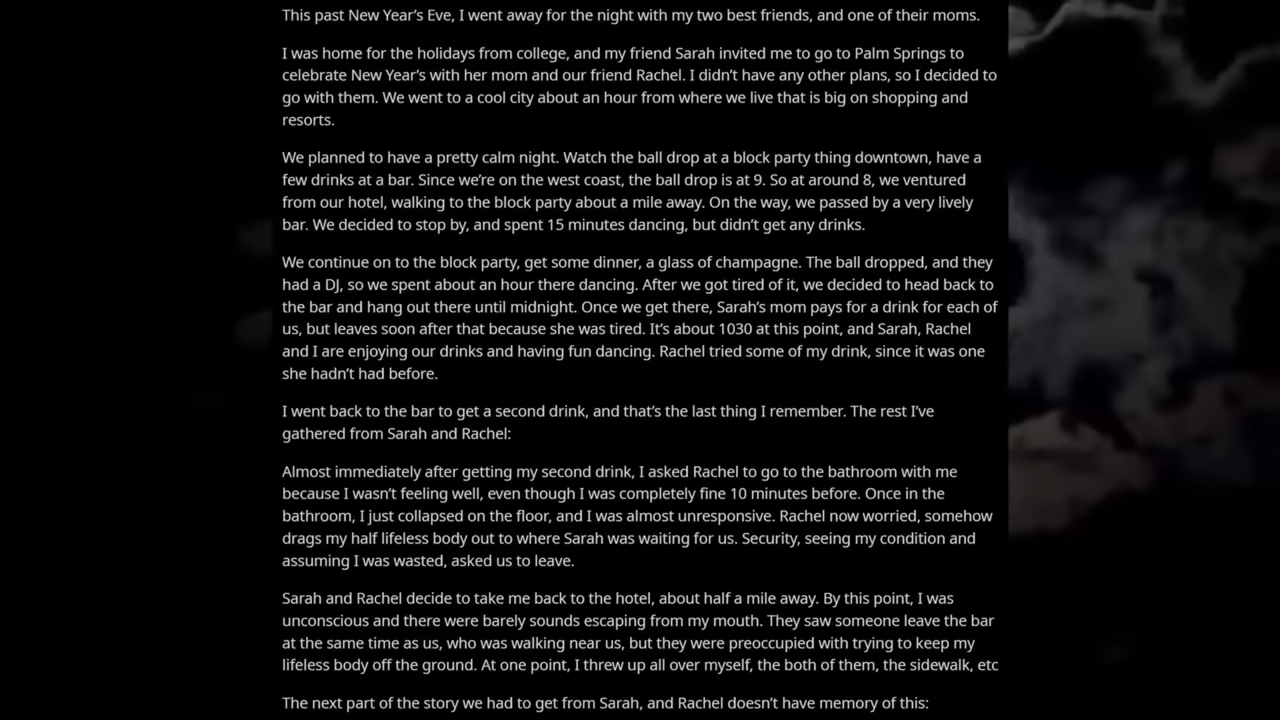 This past New Year’s Eve, I went away for the night with my two best friends, and one of their moms.
I was home for the holidays from college, and my friend Sarah invited me to go to Palm Springs to
celebrate New Year’s with her mom and our friend Rachel. I didn’t have any other plans, so I decided to
go with them. We went to a cool city about an hour from where we live that is big on shopping and
resorts.
We planned to have a pretty calm night. Watch the ball drop at a block party thing downtown, have a
few drinks at a bar. Since we’re on the west coast, the ball drop is at 9. So at around 8, we ventured
from our hotel, walking to the block party about a mile away. On the way, we passed by a very lively
bar. We decided to stop by, and spent 15 minutes dancing, but didn’t get any drinks.
We continue on to the block party, get some dinner, a glass of champagne. The ball dropped, and they
had a DJ, so we spent about an hour there dancing. After we got tired of it, we decided to head back to
the bar and hang out there until midnight. Once we get there, Sarah’s mom pays for a drink for each of
us, but leaves soon after that because she was tired. It’s about 1030 at this point, and Sarah, Rachel
and I are enjoying our drinks and having fun dancing. Rachel tried some of my drink, since it was one
she hadn’t had before.
I went back to the bar to get a second drink, and that’s the last thing I remember. The rest I’ve
gathered from Sarah and Rachel:
Almost immediately after getting my second drink, I asked Rachel to go to the bathroom with me
because I wasn’t feeling well, even though I was completely fine 10 minutes before. Once in the
bathroom, I just collapsed on the floor, and I was almost unresponsive. Rachel now worried, somehow
drags my half lifeless body out to where Sarah was waiting for us. Security, seeing my condition and
assuming I was wasted, asked us to leave.
Sarah and Rachel decide to take me back to the hotel, about half a mile away. By this point, I was
unconscious and there were barely sounds escaping from my mouth. They saw someone leave the bar
at the same time as us, who was walking near us, but they were preoccupied with trying to keep my
lifeless body off the ground. At one point, I threw up all over myself, the both of them, the sidewalk, etc
The next part of the story we had to get from Sarah, and Rachel doesn’t have memory of this: